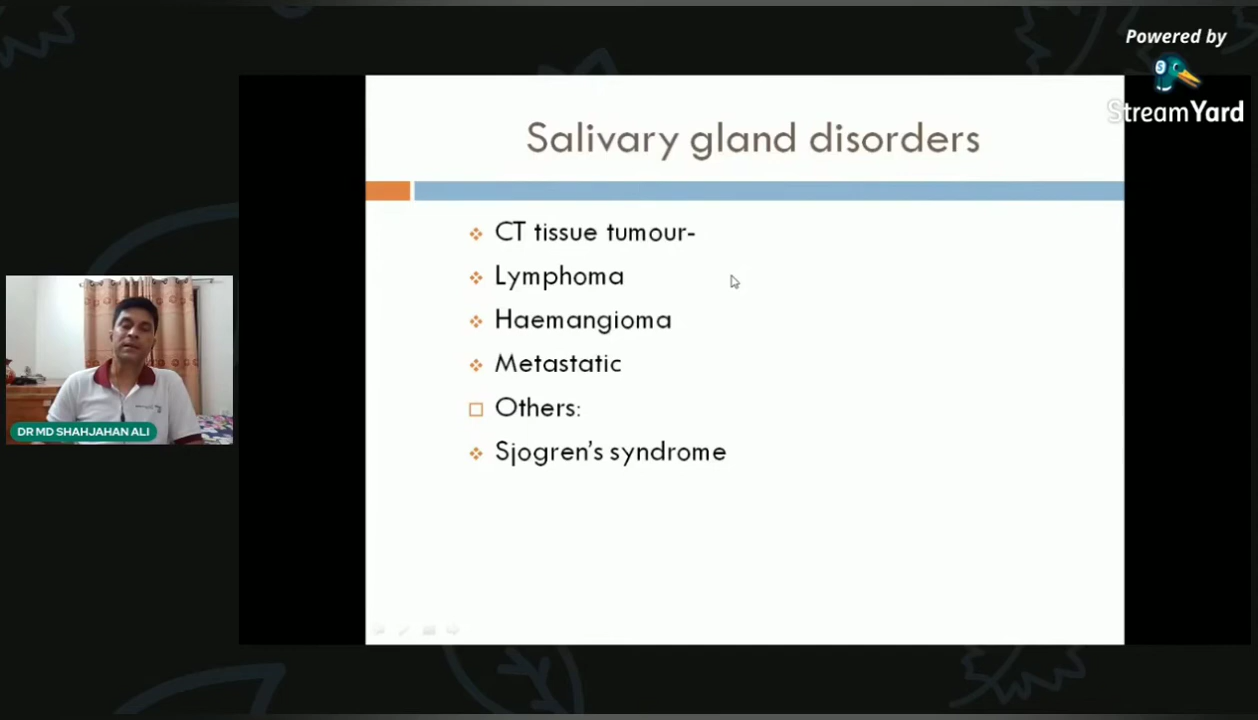 Powered by
StreamYard
Salivary gland disorders
CT tissue tumour-
Lymphoma
Haemangioma
Metastatic
Others:
Sjogren's syndrome
DR MD SHAHJAHAN ALI